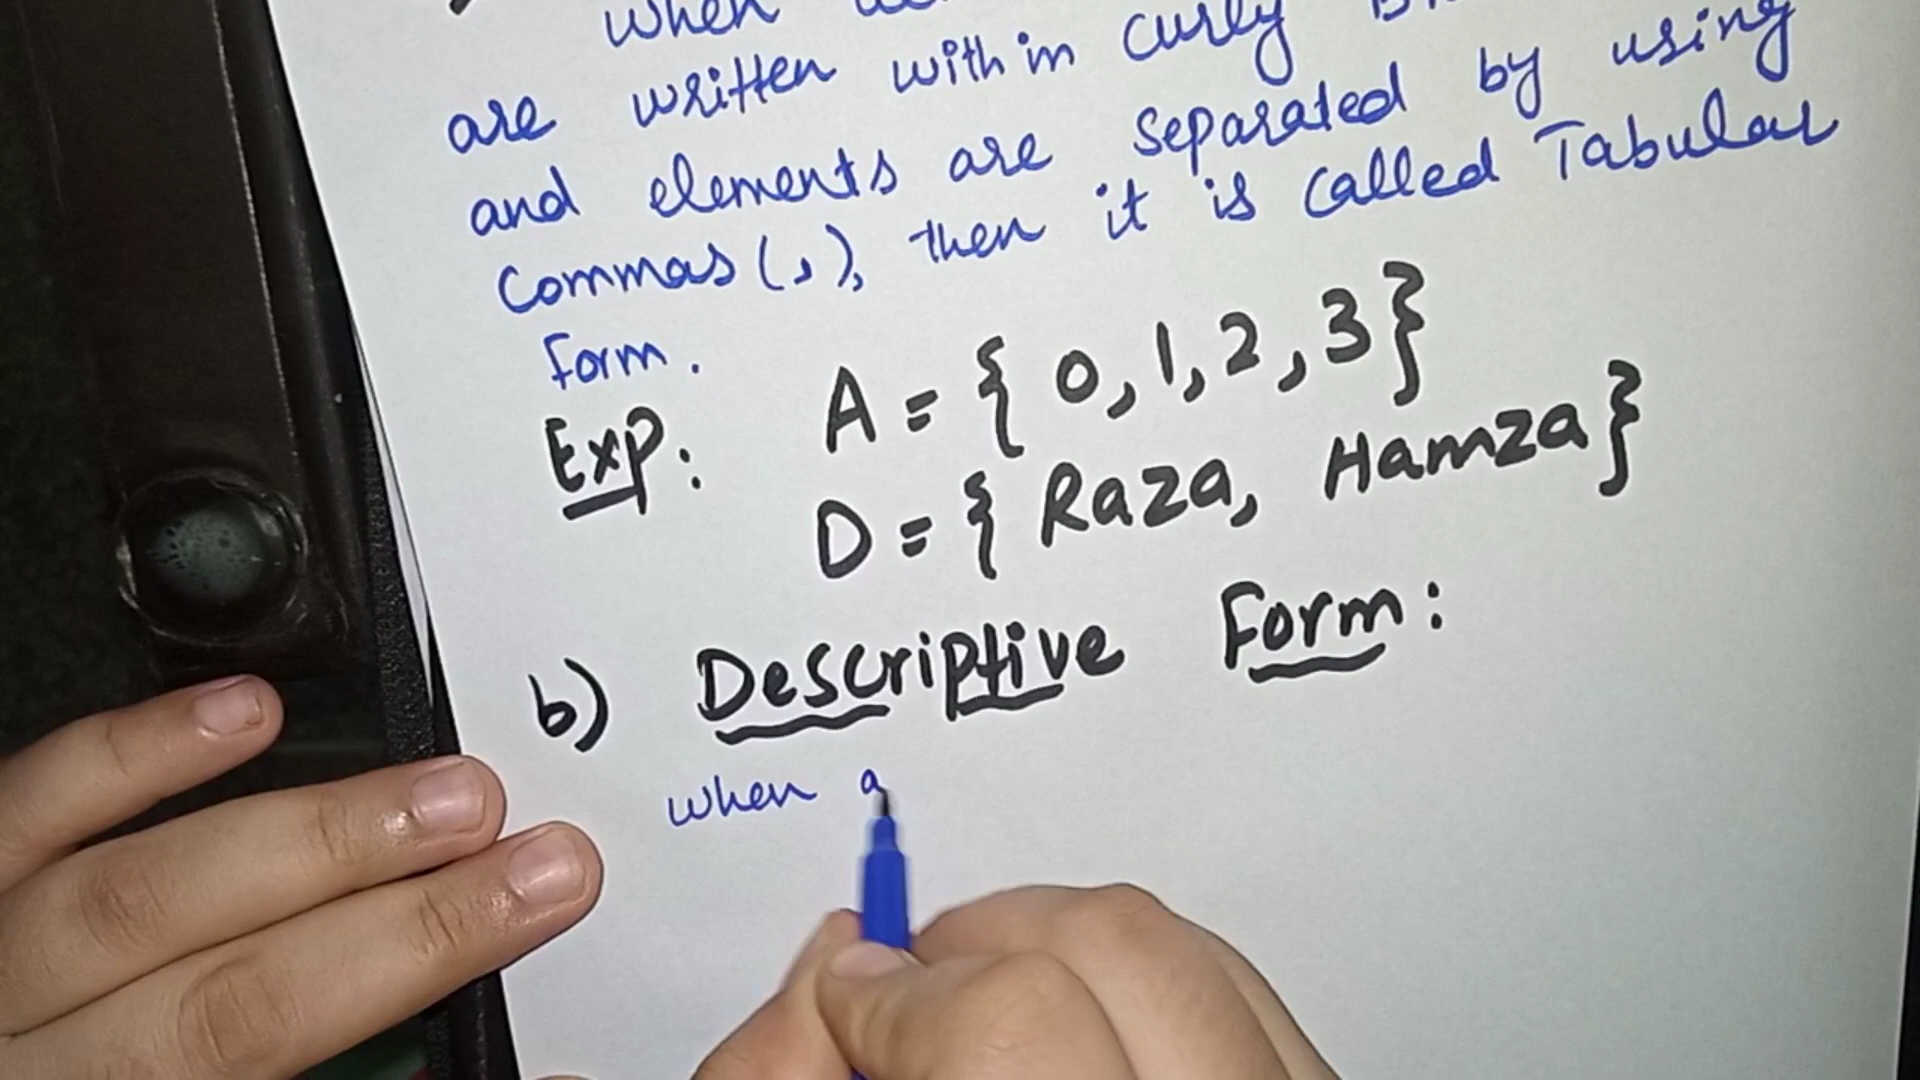 when
are written with in curly
and elements are separated by using
Commas (,), then it is called Tabular
Form.
Exp: A = { 0, 1, 2, 3 }
D = { Raza, Hamza }
b) Descriptive Form:
when a